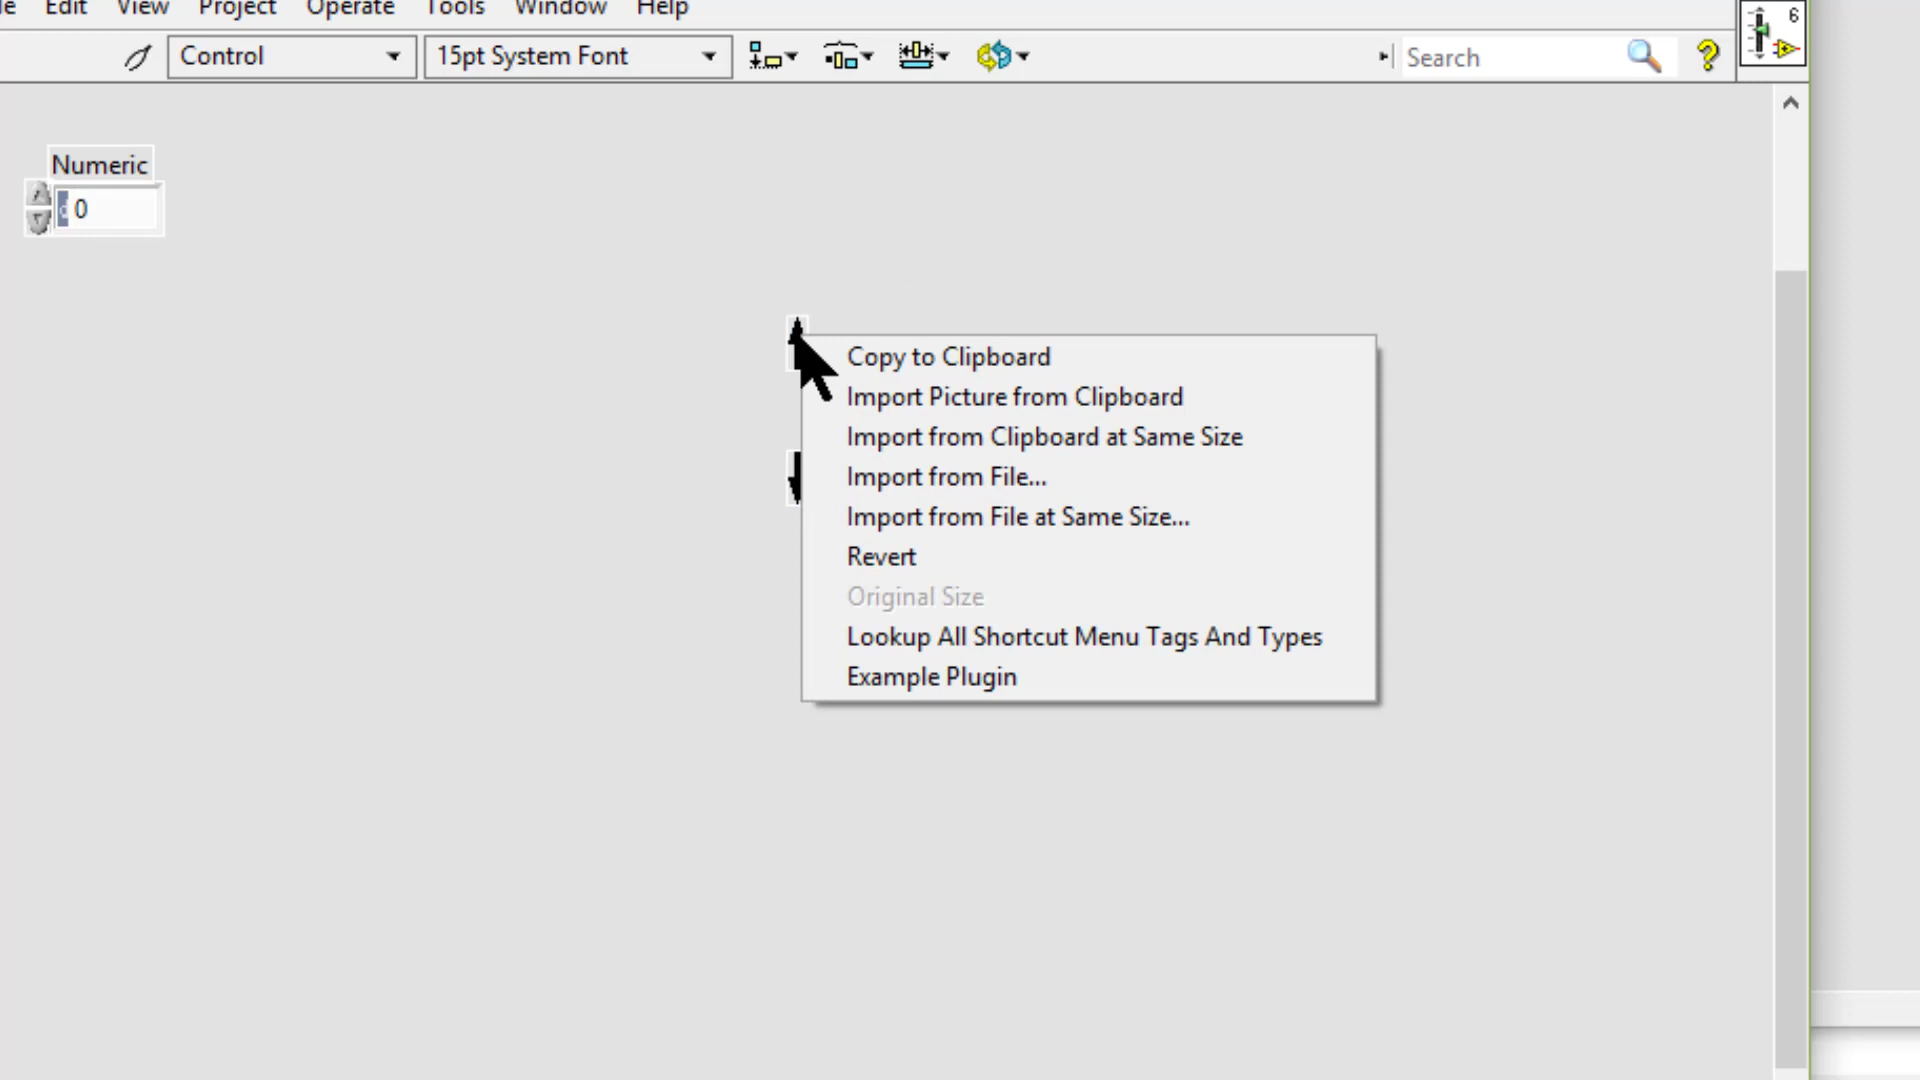 Edit View Project Operate Tools Window Help
Control 15pt System Font Search ? 6
Numeric
0
Copy to Clipboard
Import Picture from Clipboard
Import from Clipboard at Same Size
Import from File...
Import from File at Same Size...
Revert
Original Size
Lookup All Shortcut Menu Tags And Types
Example Plugin